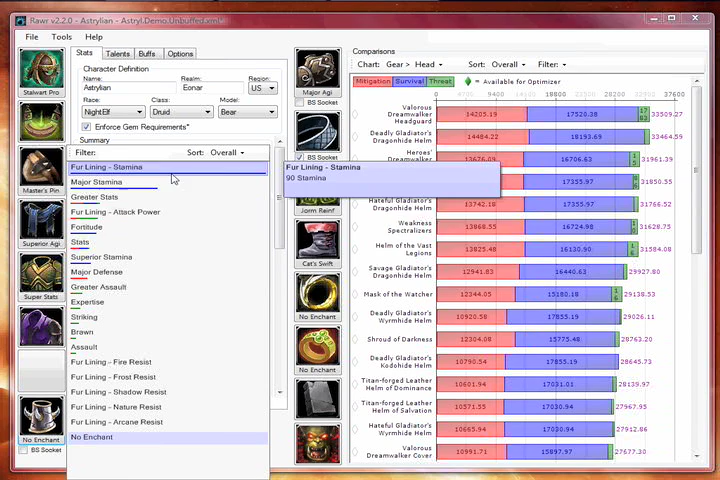 Rawr v2.2.0 - Astrylian - Astryl.Demo.Unbuffed.xml
File Tools Help
Stats Talents Buffs Options
Character Definition
Name: Realm: Region:
Astrylian Eonar US
Race: Class: Model:
NightElf Druid Bear
Enforce Gem Requirements*
Summary
Filter: Sort: Overall
Fur Lining - Stamina
Major Stamina
Greater Stats
Fur Lining - Attack Power
Fortitude
Stats
Superior Stamina
Major Defense
Greater Assault
Expertise
Striking
Brawn
Assault
Fur Lining - Fire Resist
Fur Lining - Frost Resist
Fur Lining - Shadow Resist
Fur Lining - Nature Resist
Fur Lining - Arcane Resist
No Enchant
Stalwart Pro
Master's Pin
Superior Agi
Super Stats
No Enchant
BS Socket
Fur Lining - Stamina
90 Stamina
Major Agi
BS Socket
BS Socket
Jorm Reinf
Cat's Swift
No Enchant
No Enchant
Comparisons
Chart: Gear > Head Sort: Overall Filter:
Mitigation Survival Threat = Available for Optimizer
0 9400 14100 18800 28200 32900 37600
Valorous Dreamwalker Headguard 14205.19 17520.38 33509.27
Deadly Gladiator's Dragonhide Helm 14484.22 18193.69 33464.59
Heroes' Dreamwalker 13676.09 16706.63 31961.39
17355.97 31850.55
Hateful Gladiator's Dragonhide Helm 13742.18 17355.97 31766.52
Weakness Spectralizers 13868.55 16724.98 31628.75
Helm of the Vast Legions 13825.48 16130.90 31584.08
Savage Gladiator's Dragonhide Helm 12941.83 16440.63 29927.80
Mask of the Watcher 12344.05 15180.18 29138.53
Deadly Gladiator's Wyrmhide Helm 10920.58 17855.19 29026.11
Shroud of Darkness 12304.08 15775.48 28763.20
Deadly Gladiator's Kodohide Helm 10790.54 17855.19 28645.73
Titan-forged Leather Helm of Dominance 10601.94 17031.01 28139.97
Titan-forged Leather Helm of Salvation 10571.55 17030.94 27967.95
Hateful Gladiator's Wyrmhide Helm 10665.94 17030.94 27912.86
Valorous Dreamwalker Cover 10991.71 15897.97 27677.30